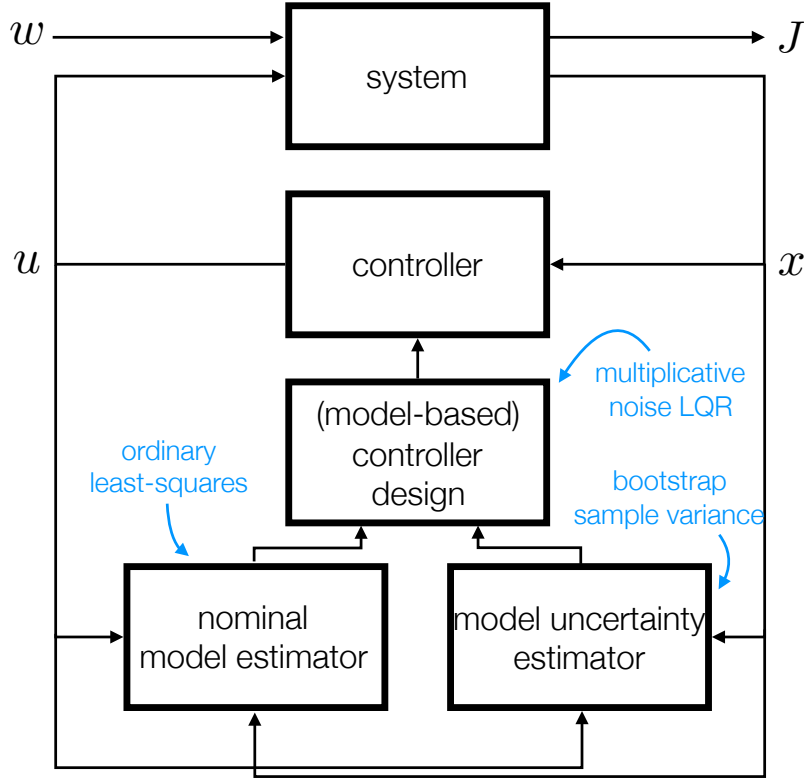 w
J
system
u
controller
x
multiplicative
noise LQR
(model-based)
controller
design
ordinary
least-squares
bootstrap
sample variance
nominal
model estimator
model uncertainty
estimator